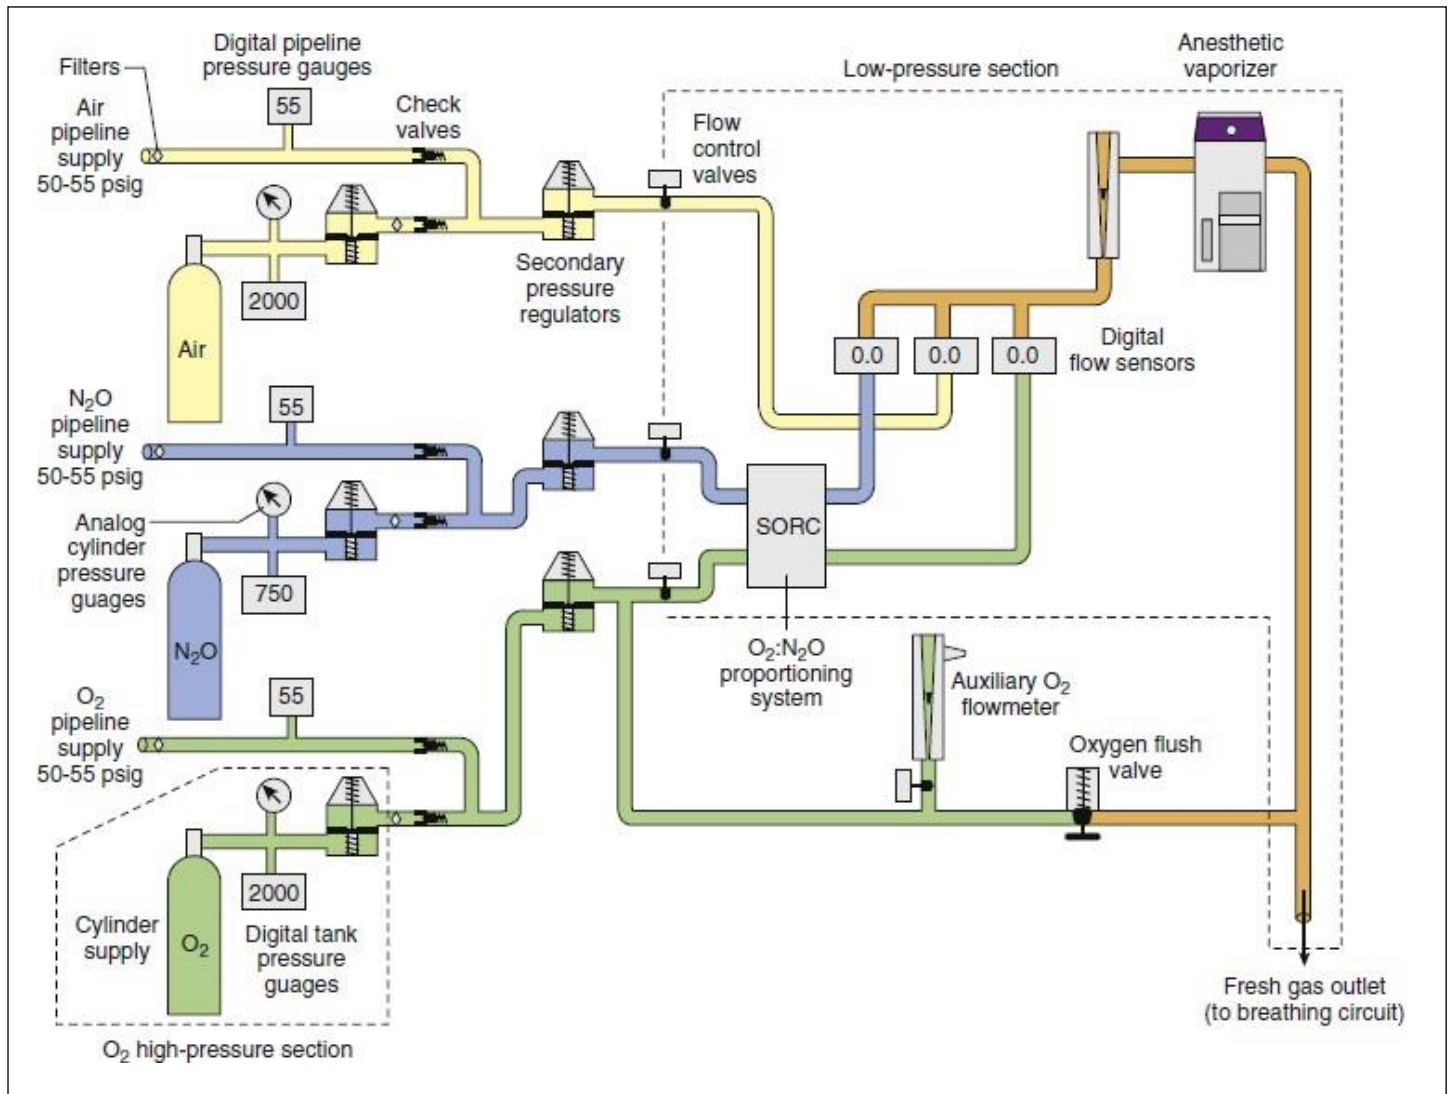 Digital pipeline
pressure gauges
Filters
55
Air
pipeline
supply
50-55 psig
Check
valves
2000
Air
Secondary
pressure
regulators
Low-pressure section
Anesthetic
vaporizer
Flow
control
valves
0.0
0.0
0.0
Digital
flow sensors
N₂O
pipeline
supply
50-55 psig
55
Analog
cylinder
pressure
guages
750
N₂O
SORC
O₂:N₂O
proportioning
system
O₂
pipeline
supply
50-55 psig
55
Auxiliary O₂
flowmeter
Oxygen flush
valve
2000
Cylinder
supply
O₂
Digital tank
pressure
guages
O₂ high-pressure section
Fresh gas outlet
(to breathing circuit)